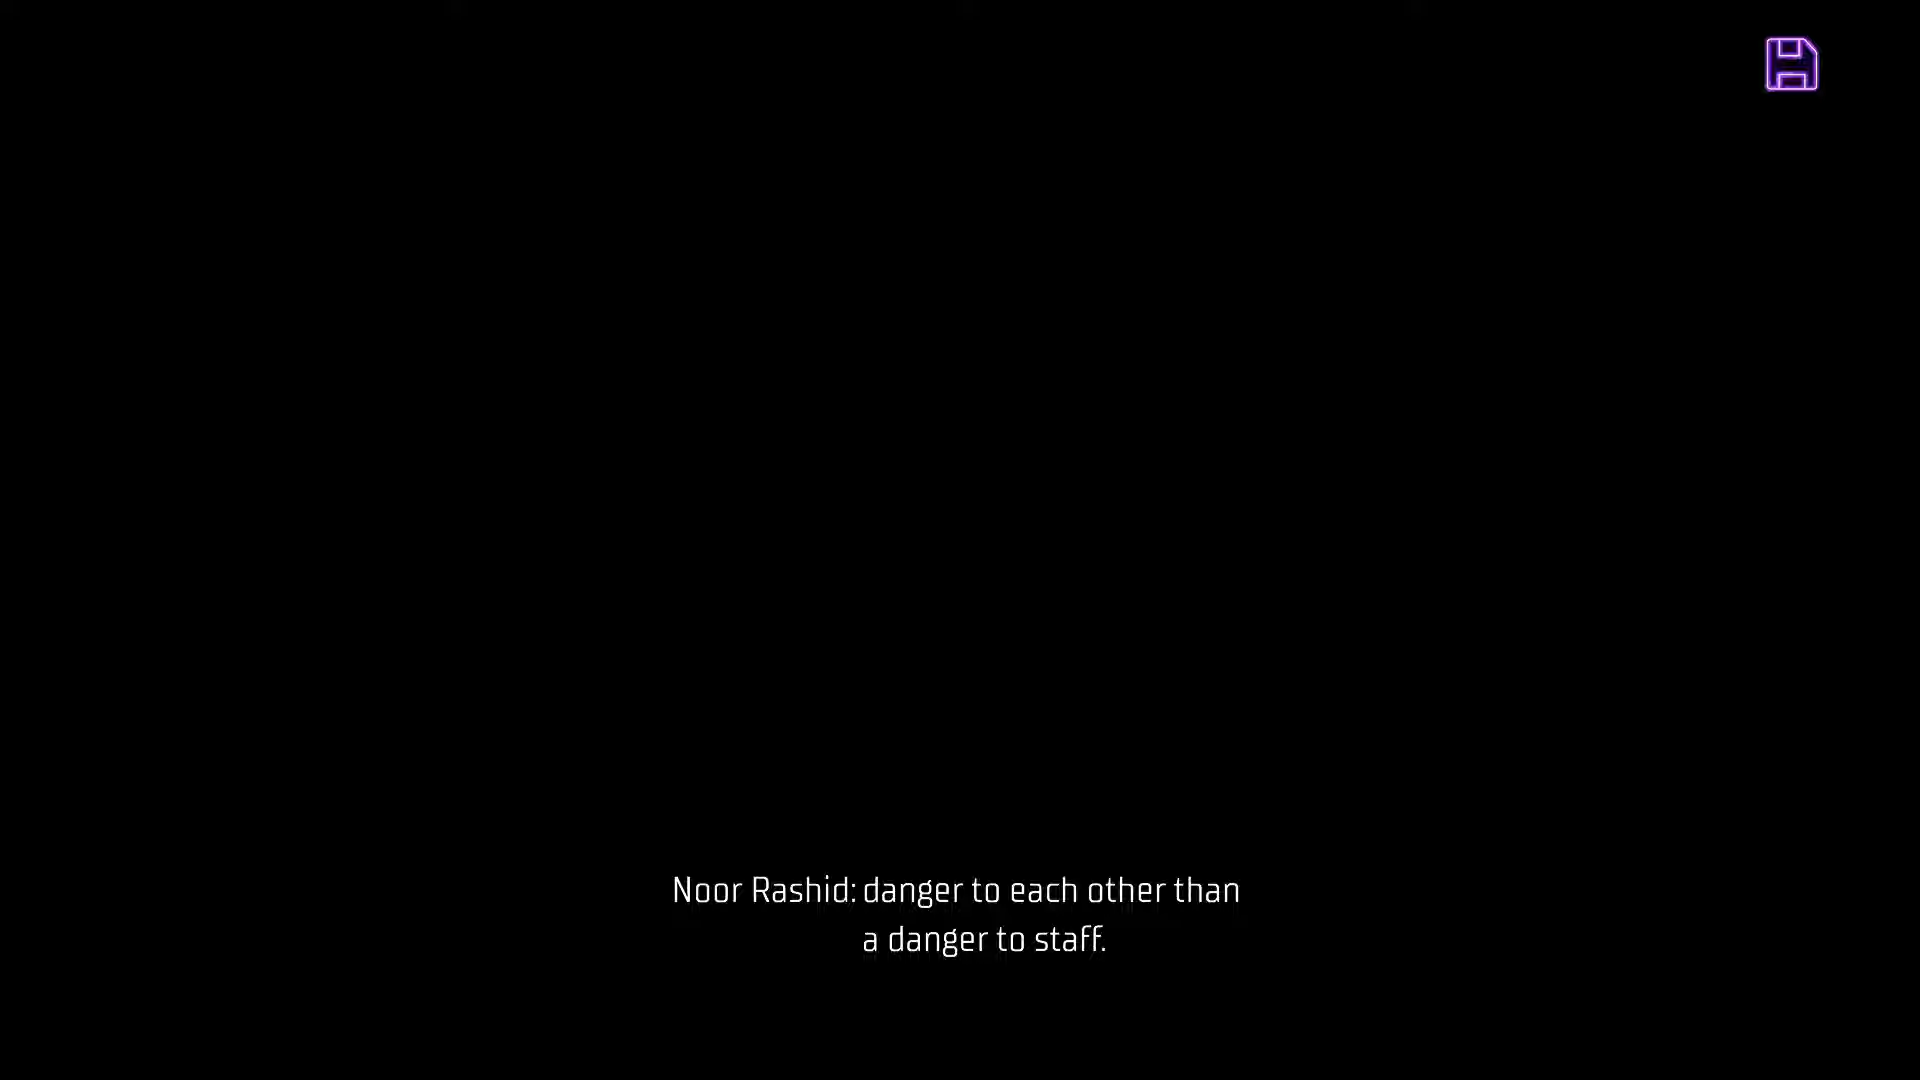 Noor Rashid: danger to each other than
a danger to staff.